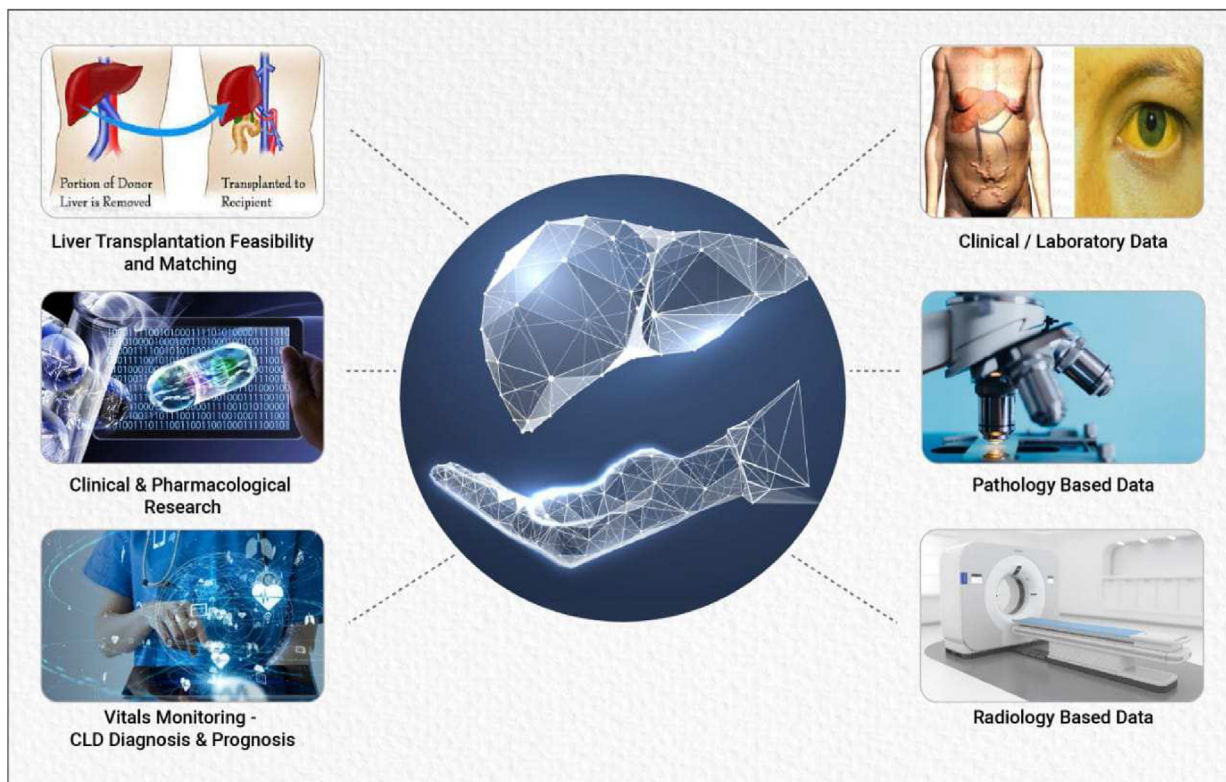 Portion of Donor
Liver is Removed
Transplanted to
Recipient
Liver Transplantation Feasibility
and Matching
Clinical & Pharmacological
Research
Vitals Monitoring -
CLD Diagnosis & Prognosis
Clinical / Laboratory Data
Pathology Based Data
Radiology Based Data